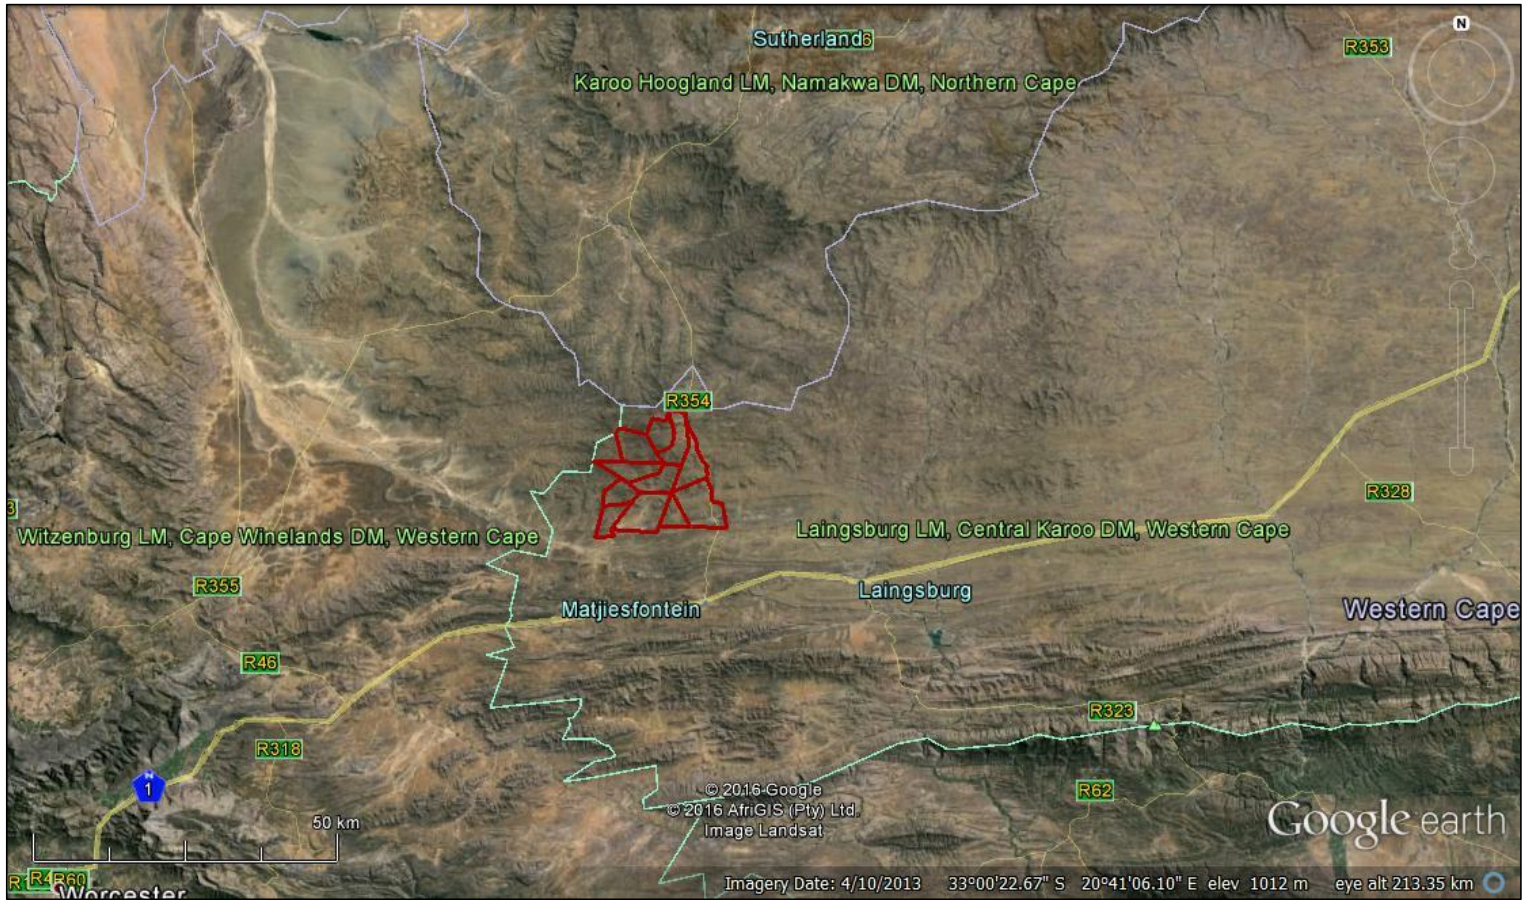 N
Sutherland
R353
Karoo Hoogland LM, Namakwa DM, Northern Cape
R354
R328
3
Witzenburg LM, Cape Winelands DM, Western Cape
Laingsburg LM, Central Karoo DM, Western Cape
R355
Laingsburg
Matjiesfontein
Western Cape
R46
R323
R318
N
1
© 2016 Google
© 2016 AfriGIS (Pty) Ltd.
Image Landsat
R62
50 km
Google earth
R60
Worcester
Imagery Date: 4/10/2013 33°00'22.67" S 20°41'06.10" E elev 1012 m eye alt 213.35 km